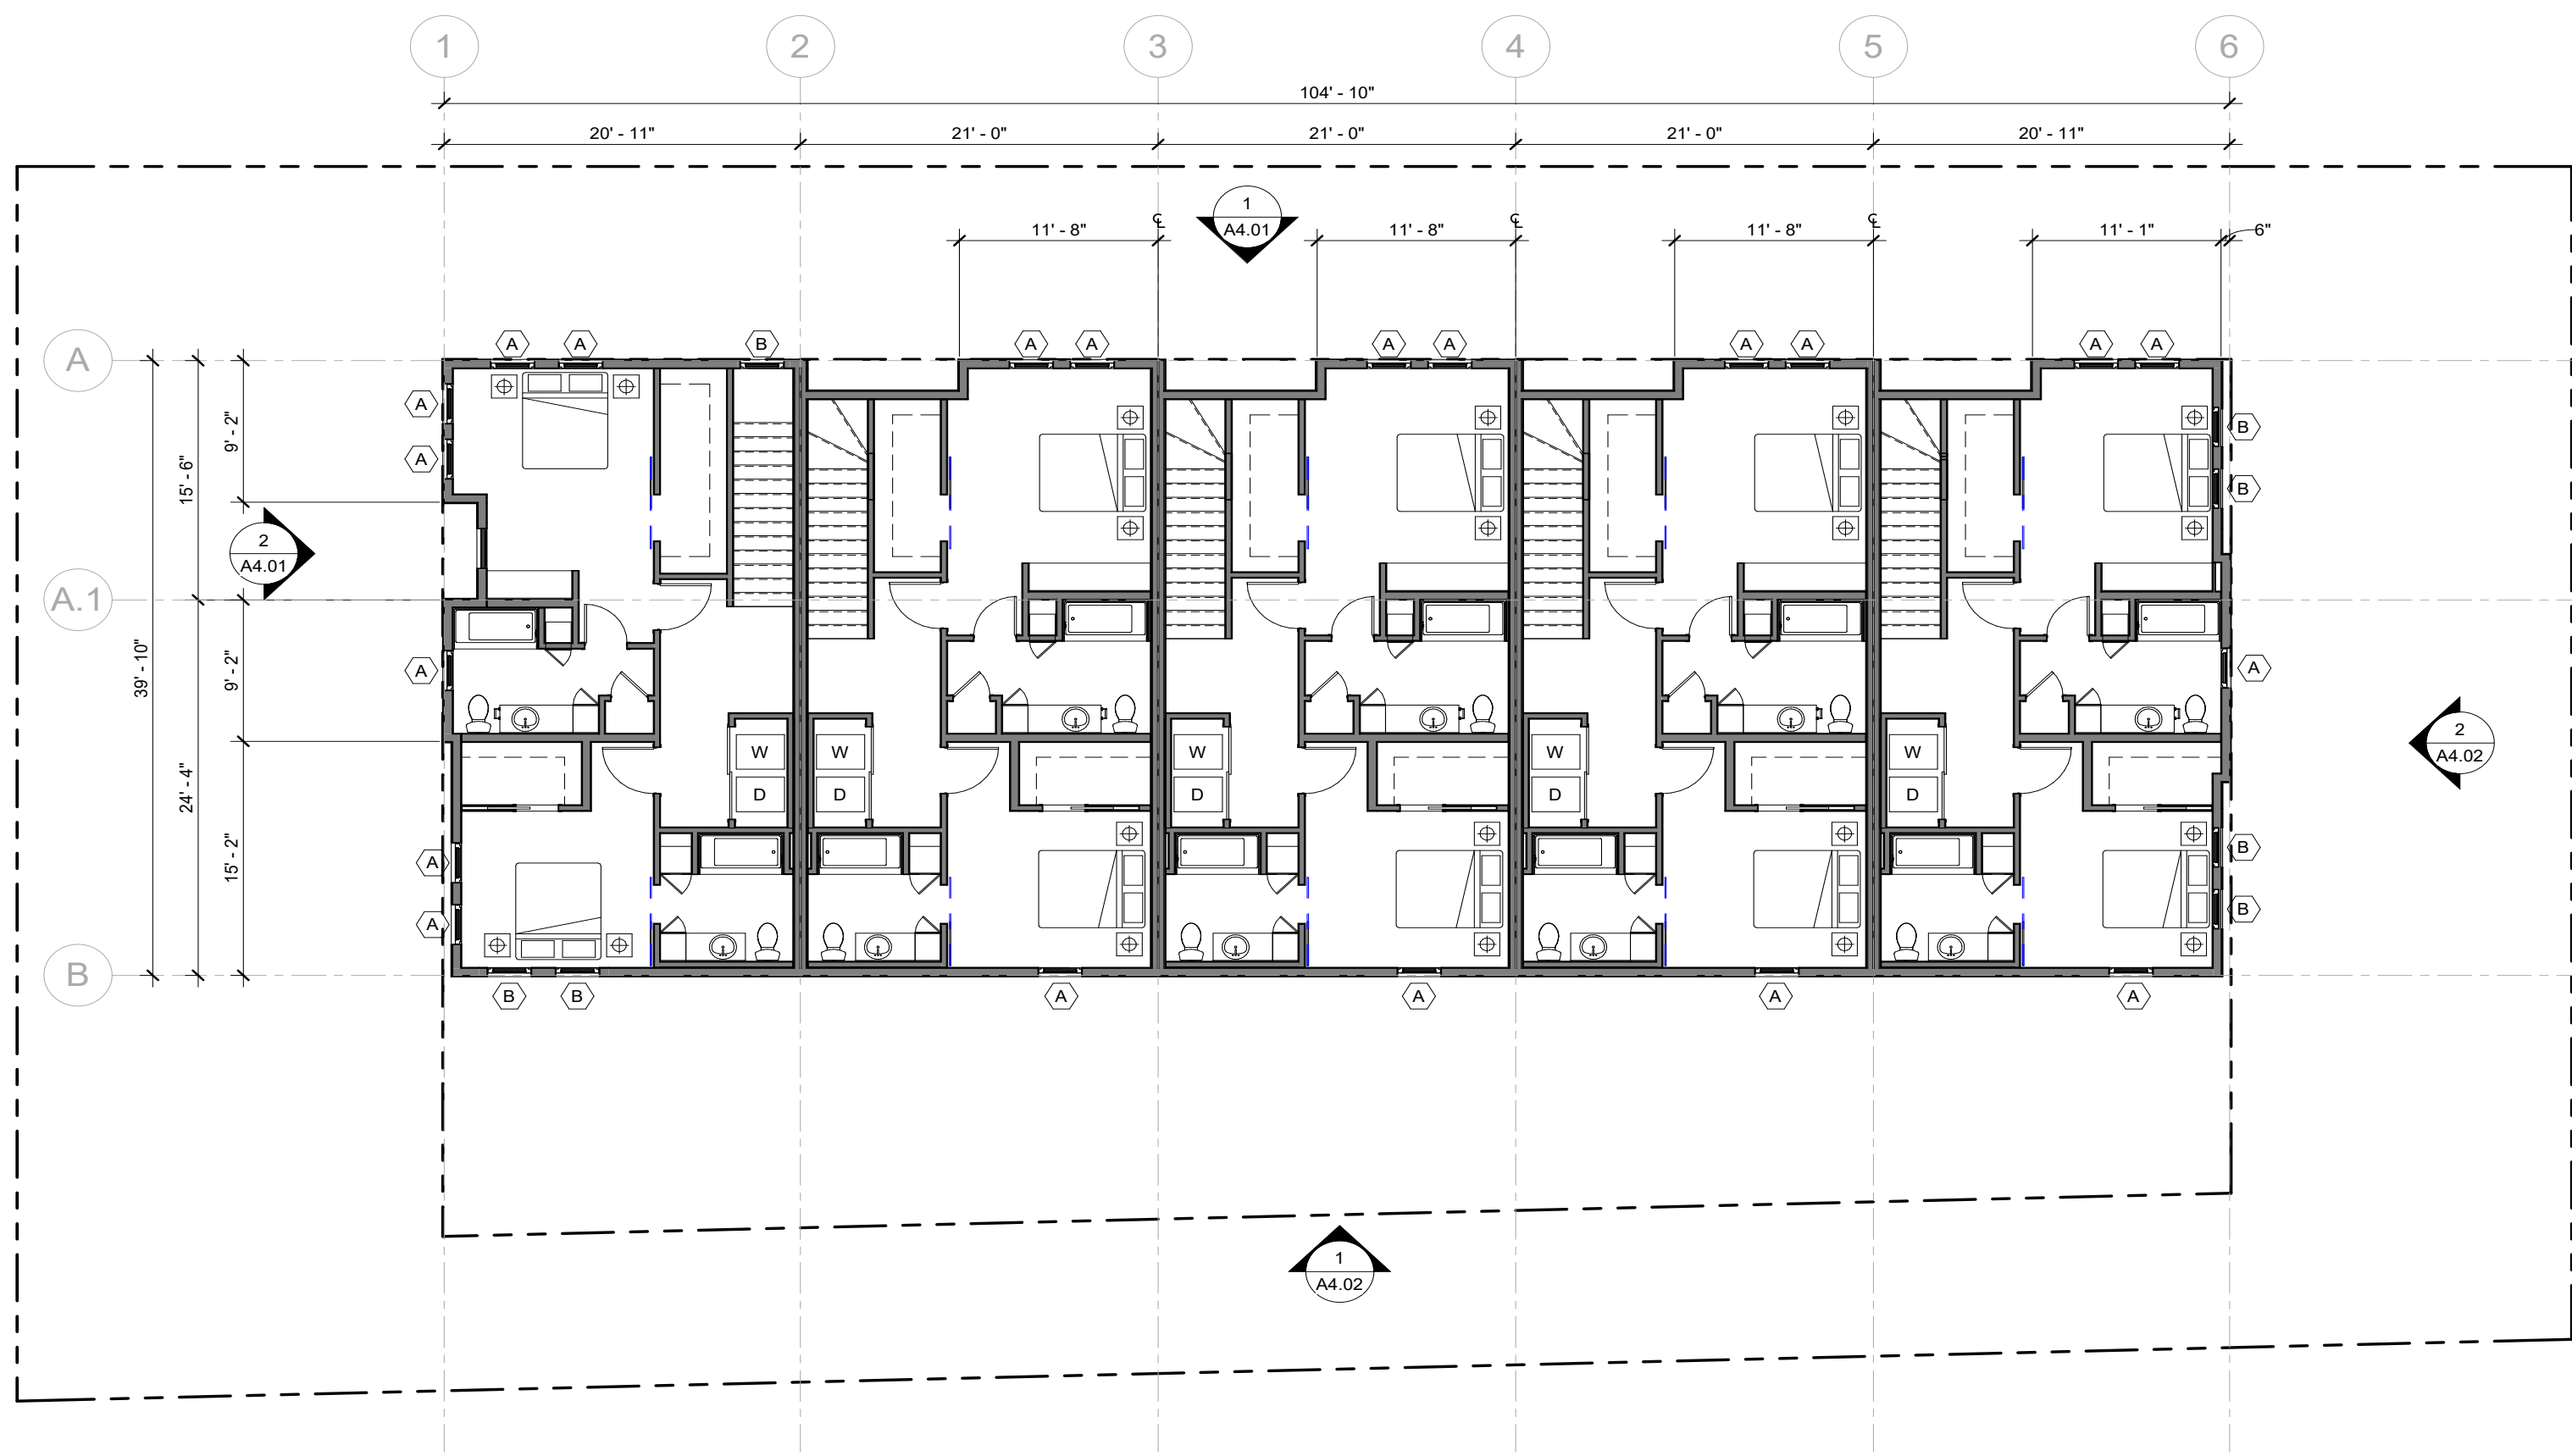 1 2 3 4 5 6
104' - 10"
20' - 11" 21' - 0" 21' - 0" 21' - 0" 20' - 11"
1
A4.01
11' - 8" ℄ 11' - 8" ℄ 11' - 8" ℄ 11' - 1" 6"
A A A B A A A A A A A A
A B
A B
9' - 2"
15' - 6"
2
A4.01
A.1
A A
9' - 2"
39' - 10"
W W W W W
D D D D D
2
A4.02
24' - 4"
15' - 2"
A B
A B
B
B B A A A A
1
A4.02